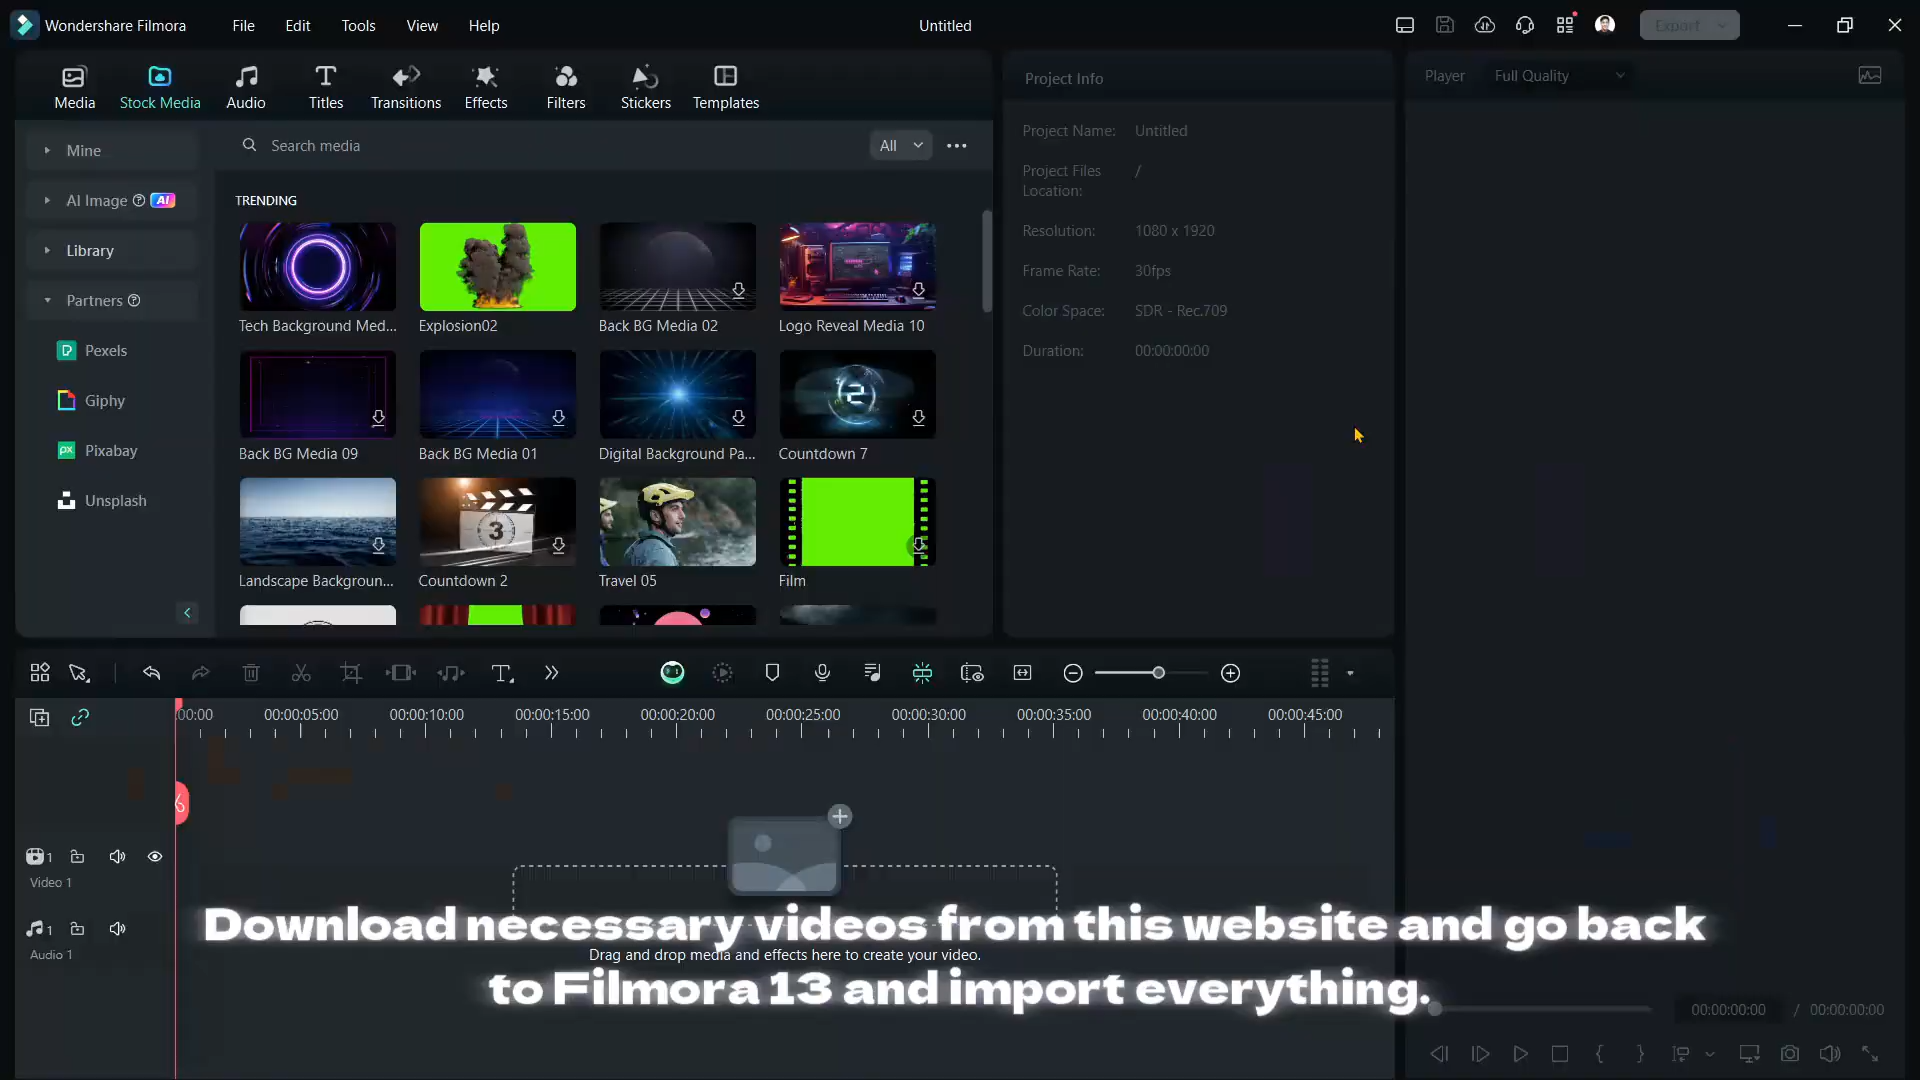 Wondershare Filmora File Edit Tools View Help Untitled Export
Media Stock Media Audio Titles Transitions Effects Filters Stickers Templates
Mine
AI Image AI
Library
Partners
Pexels
Giphy
Pixabay
Unsplash
Search media All
TRENDING
Tech Background Med... Explosion02 Back BG Media 02 Logo Reveal Media 10
Back BG Media 09 Back BG Media 01 Digital Background Pa... Countdown 7
Landscape Backgroun... Countdown 2 Travel 05 Film
Project Info
Project Name: Untitled
Project Files Location: /
Resolution: 1080 x 1920
Frame Rate: 30fps
Color Space: SDR - Rec.709
Duration: 00:00:00:00
Player Full Quality
:00:00 00:00:05:00 00:00:10:00 00:00:15:00 00:00:20:00 00:00:25:00 00:00:30:00 00:00:35:00 00:00:40:00 00:00:45:00
1
Video 1
1
Audio 1
Download necessary videos from this website and go back
Drag and drop media and effects here to create your video.
to Filmora 13 and import everything.
00:00:00:00 / 00:00:00:00